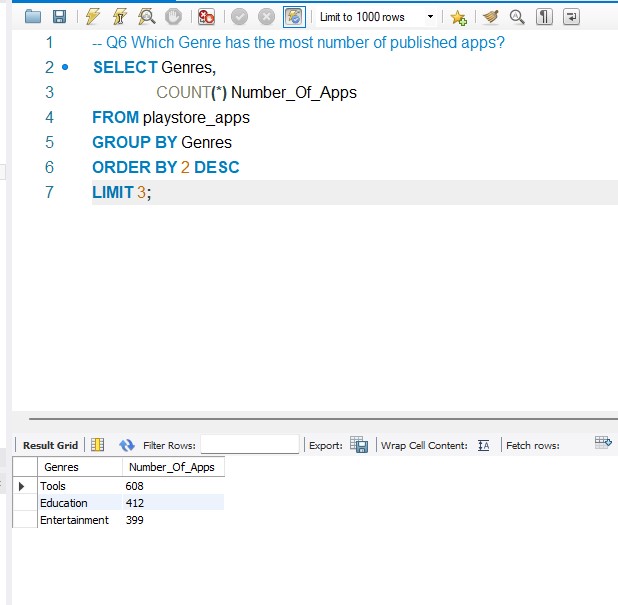 Limit to 1000 rows
1 -- Q6 Which Genre has the most number of published apps?
2 SELECT Genres,
3 COUNT(*) Number_Of_Apps
4 FROM playstore_apps
5 GROUP BY Genres
6 ORDER BY 2 DESC
7 LIMIT 3;
Result Grid Filter Rows: Export: Wrap Cell Content: IA Fetch rows:
Genres Number_Of_Apps
Tools 608
Education 412
Entertainment 399